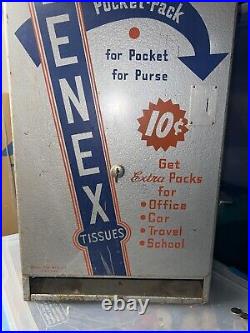 Pocket-Pack
for Pocket
for Purse
ENEX
TISSUES
10¢
Get
Extra Packs
for
• Office
• Car
• Travel
• School